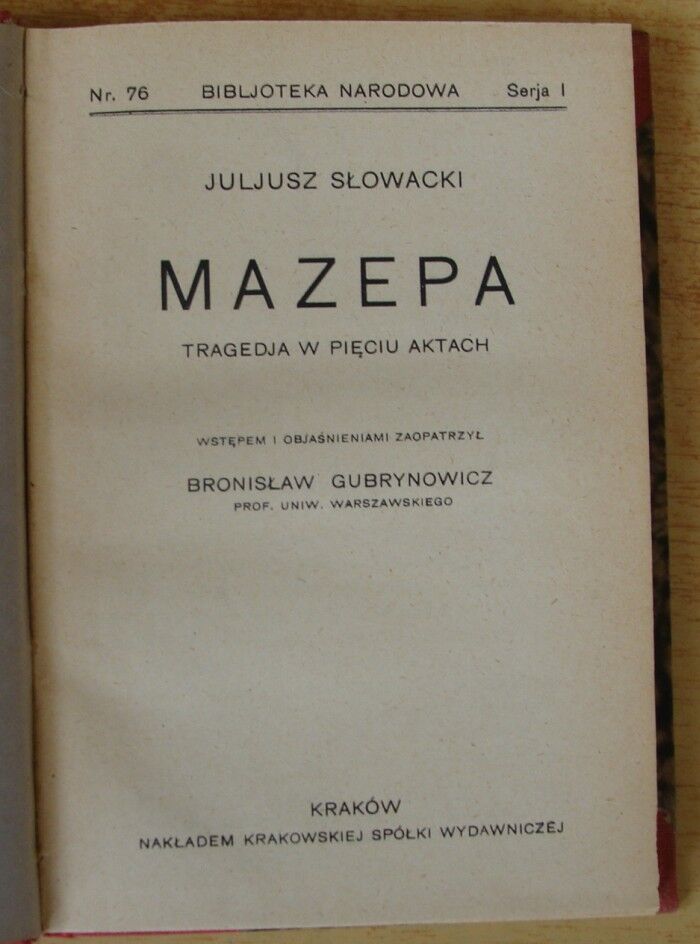 Nr. 76 BIBLJOTEKA NARODOWA Serja I
JULJUSZ SŁOWACKI
MAZEPA
TRAGEDJA W PIĘCIU AKTACH
WSTĘPEM I OBJAŚNIENIAMI ZAOPATRZYŁ
BRONISŁAW GUBRYNOWICZ
PROF. UNIW. WARSZAWSKIEGO
KRAKÓW
NAKŁADEM KRAKOWSKIEJ SPÓŁKI WYDAWNICZEJ